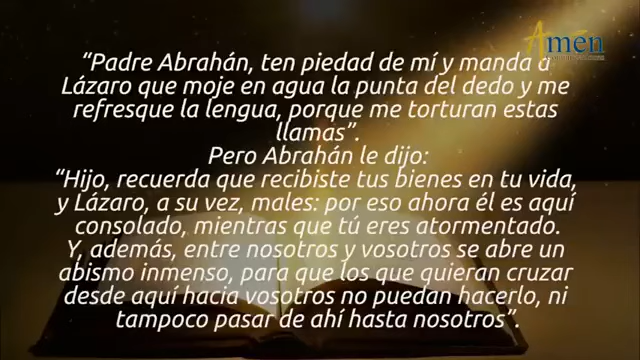 Amén
“Padre Abrahán, ten piedad de mí y manda a
Lázaro que moje en agua la punta del dedo y me
refresque la lengua, porque me torturan estas
llamas”.
Pero Abrahán le dijo:
“Hijo, recuerda que recibiste tus bienes en tu vida,
y Lázaro, a su vez, males: por eso ahora él es aquí
consolado, mientras que tú eres atormentado.
Y, además, entre nosotros y vosotros se abre un
abismo inmenso, para que los que quieran cruzar
desde aquí hacia vosotros no puedan hacerlo, ni
tampoco pasar de ahí hasta nosotros”.